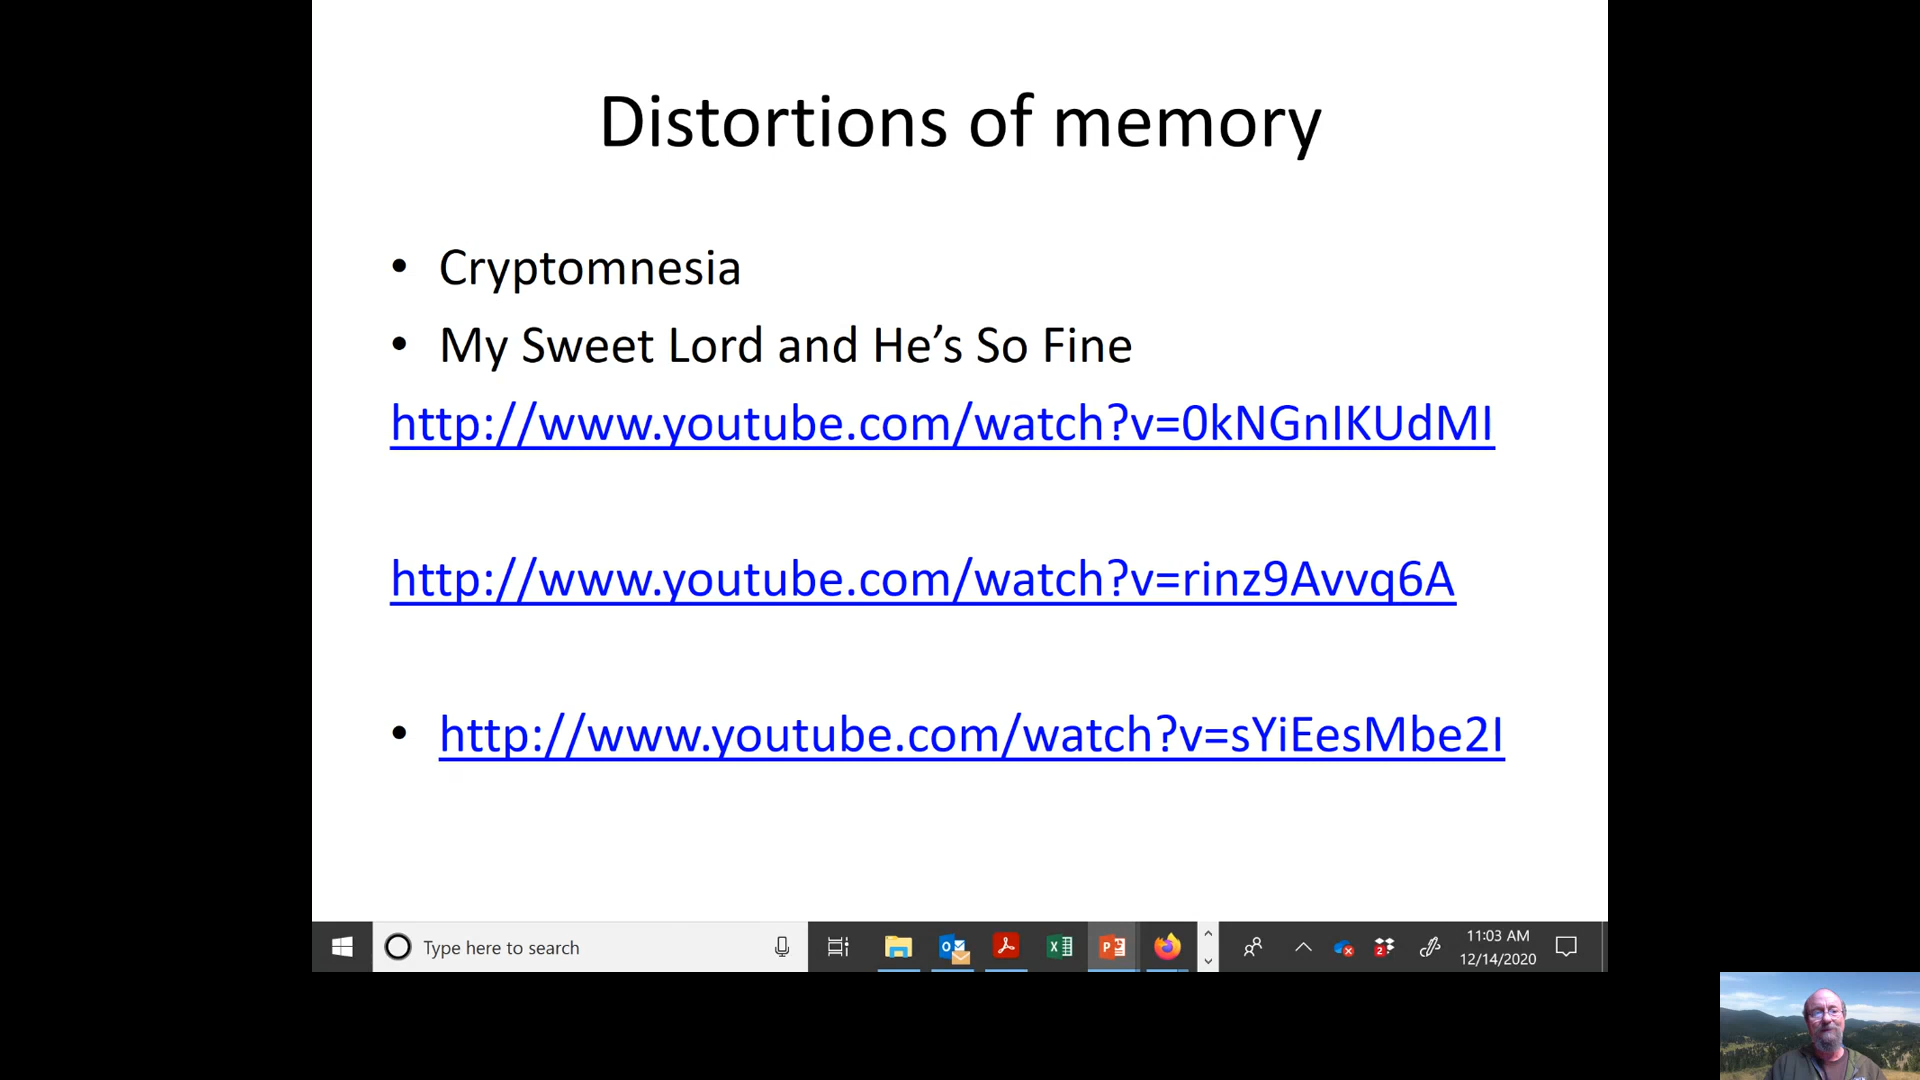 Distortions of memory
• Cryptomnesia
• My Sweet Lord and He’s So Fine
http://www.youtube.com/watch?v=0kNGnIKUdMI
http://www.youtube.com/watch?v=rinz9Avvq6A
• http://www.youtube.com/watch?v=sYiEesMbe2I
Type here to search
11:03 AM
12/14/2020